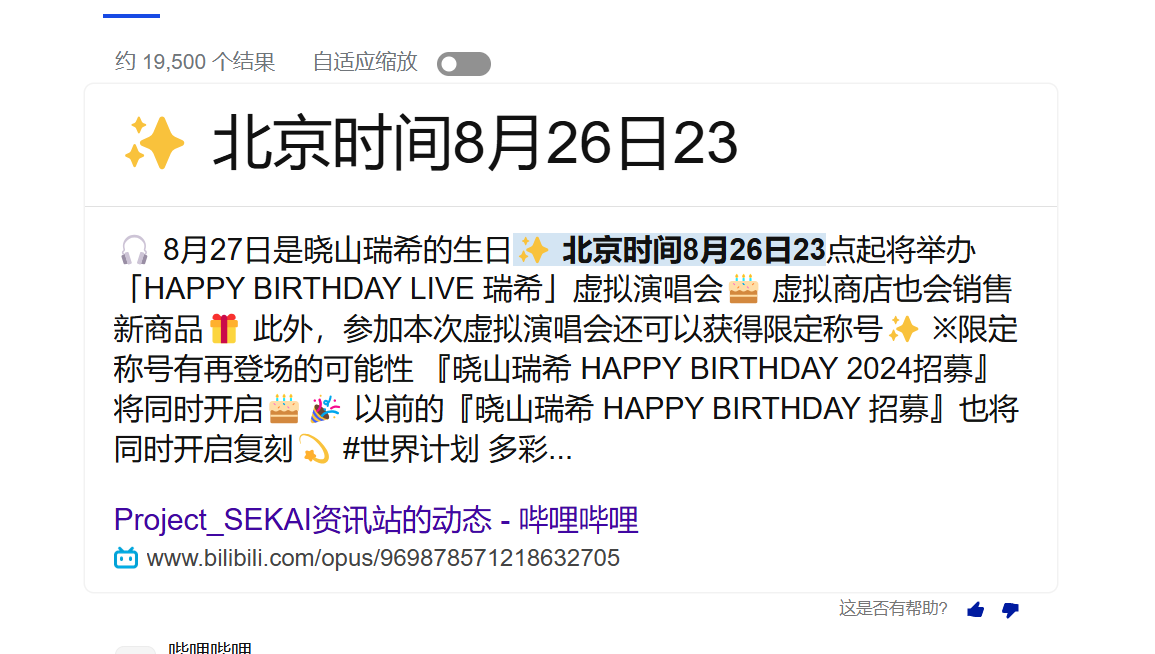 约 19,500 个结果 自适应缩放
✨ 北京时间8月26日23
🎧 8月27日是晓山瑞希的生日✨ 北京时间8月26日23点起将举办
「HAPPY BIRTHDAY LIVE 瑞希」虚拟演唱会🎂 虚拟商店也会销售
新商品🎁 此外，参加本次虚拟演唱会还可以获得限定称号✨ ※限定
称号有再登场的可能性 『晓山瑞希 HAPPY BIRTHDAY 2024招募』
将同时开启🎂 🎉 以前的『晓山瑞希 HAPPY BIRTHDAY 招募』也将
同时开启复刻💫 #世界计划 多彩...
Project_SEKAI资讯站的动态 - 哔哩哔哩
www.bilibili.com/opus/969878571218632705
这是否有帮助?
哔哩哔哩